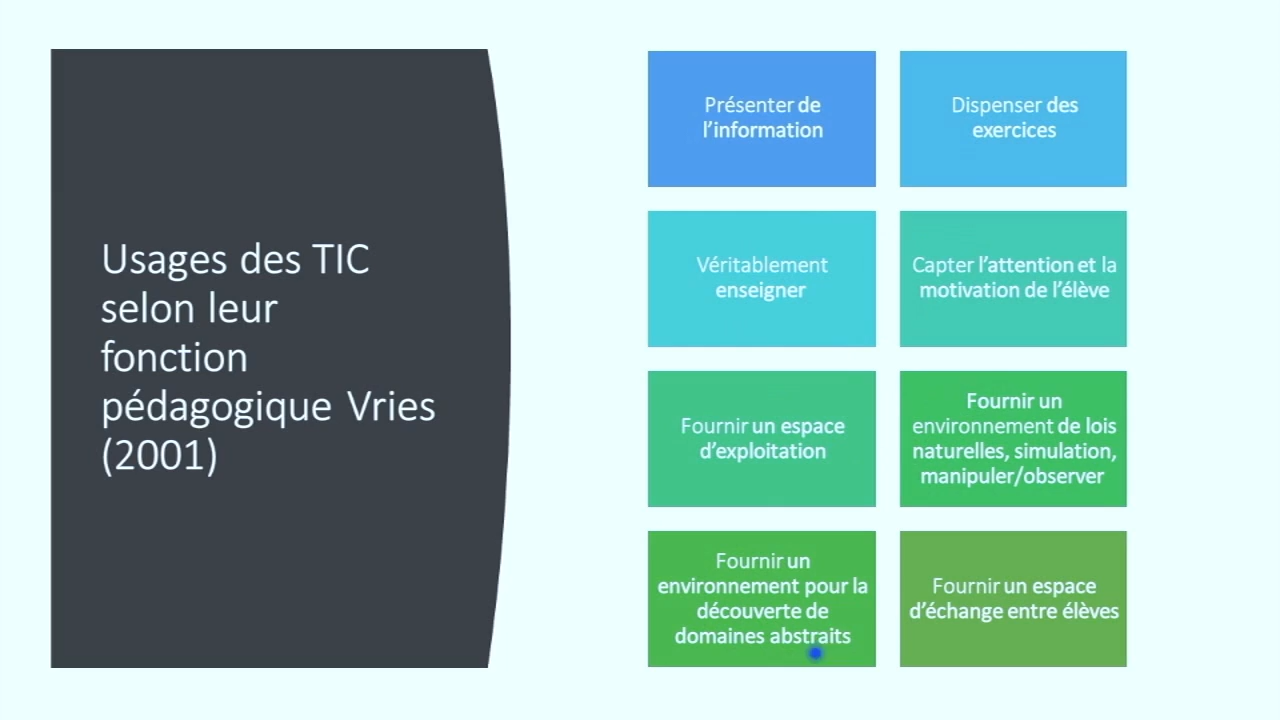 Usages des TIC
selon leur
fonction
pédagogique Vries
(2001)
Présenter de
l’information
Dispenser des
exercices
Véritablement
enseigner
Capter l’attention et la
motivation de l’élève
Fournir un espace
d’exploitation
Fournir un
environnement de lois
naturelles, simulation,
manipuler/observer
Fournir un
environnement pour la
découverte de
domaines abstraits
Fournir un espace
d’échange entre élèves